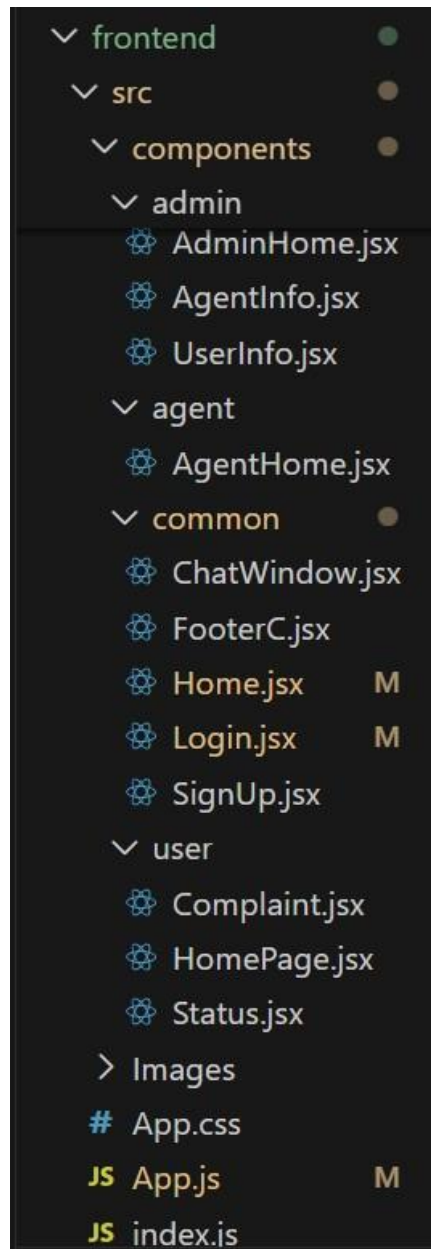 frontend
src
components
admin
AdminHome.jsx
AgentInfo.jsx
UserInfo.jsx
agent
AgentHome.jsx
common
ChatWindow.jsx
FooterC.jsx
Home.jsx M
Login.jsx M
SignUp.jsx
user
Complaint.jsx
HomePage.jsx
Status.jsx
Images
# App.css
JS App.js M
JS index.js